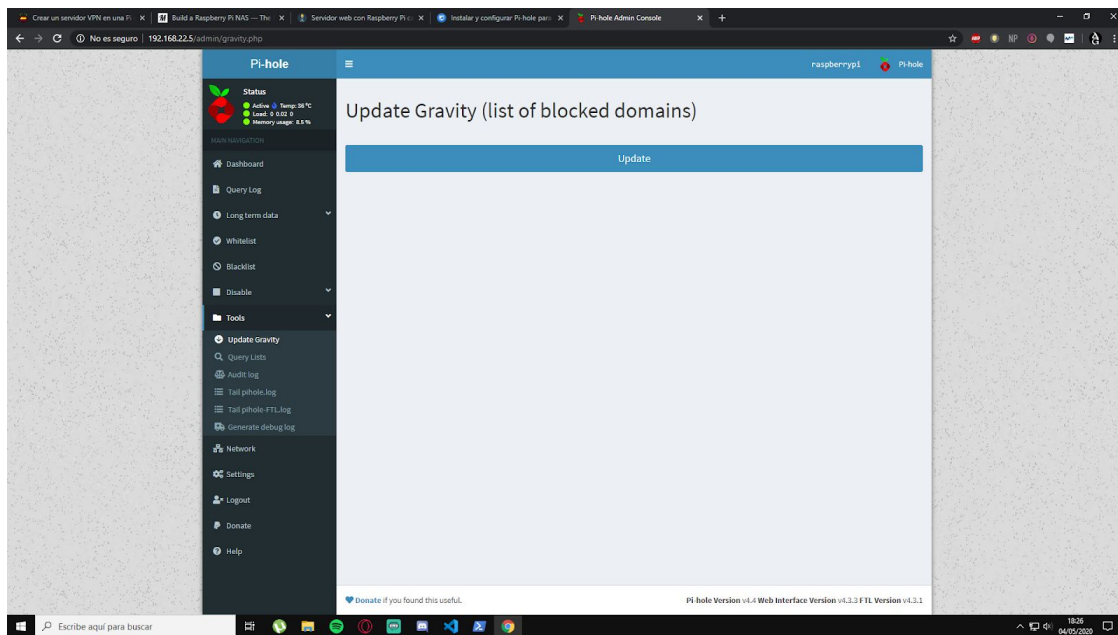 Crear un servidor VPN en una Pi
Build a Raspberry Pi NAS — The
Servidor web con Raspberry Pi c
Instalar y configurar Pi-hole para
Pi-hole Admin Console
No es seguro | 192.168.22.5/admin/gravity.php
NP
Pi-hole
raspberrypi
Pi-hole
Status
Active Temp: 36 °C
Load: 0 0.02 0
Memory usage: 8.5 %
MAIN NAVIGATION
Dashboard
Query Log
Long term data
Whitelist
Blacklist
Disable
Tools
Update Gravity
Query Lists
Audit log
Tail pihole.log
Tail pihole-FTL.log
Generate debug log
Network
Settings
Logout
Donate
Help
Update Gravity (list of blocked domains)
Update
Donate if you found this useful.
Pi-hole Version v4.4 Web Interface Version v4.3.3 FTL Version v4.3.1
Escribe aquí para buscar
18:26
04/05/2020